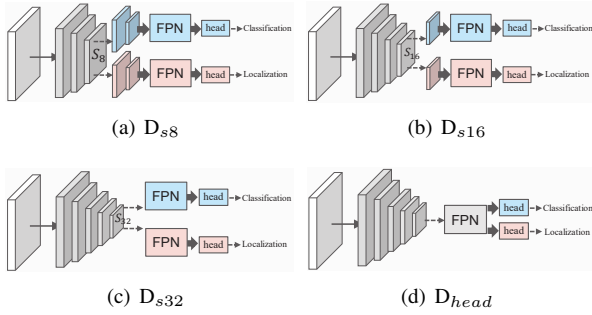 S8 FPN head Classification
FPN head Localization
(a) Ds8
S16 FPN head Classification
FPN head Localization
(b) Ds16
S32 FPN head Classification
FPN head Localization
(c) Ds32
FPN head Classification
head Localization
(d) Dhead